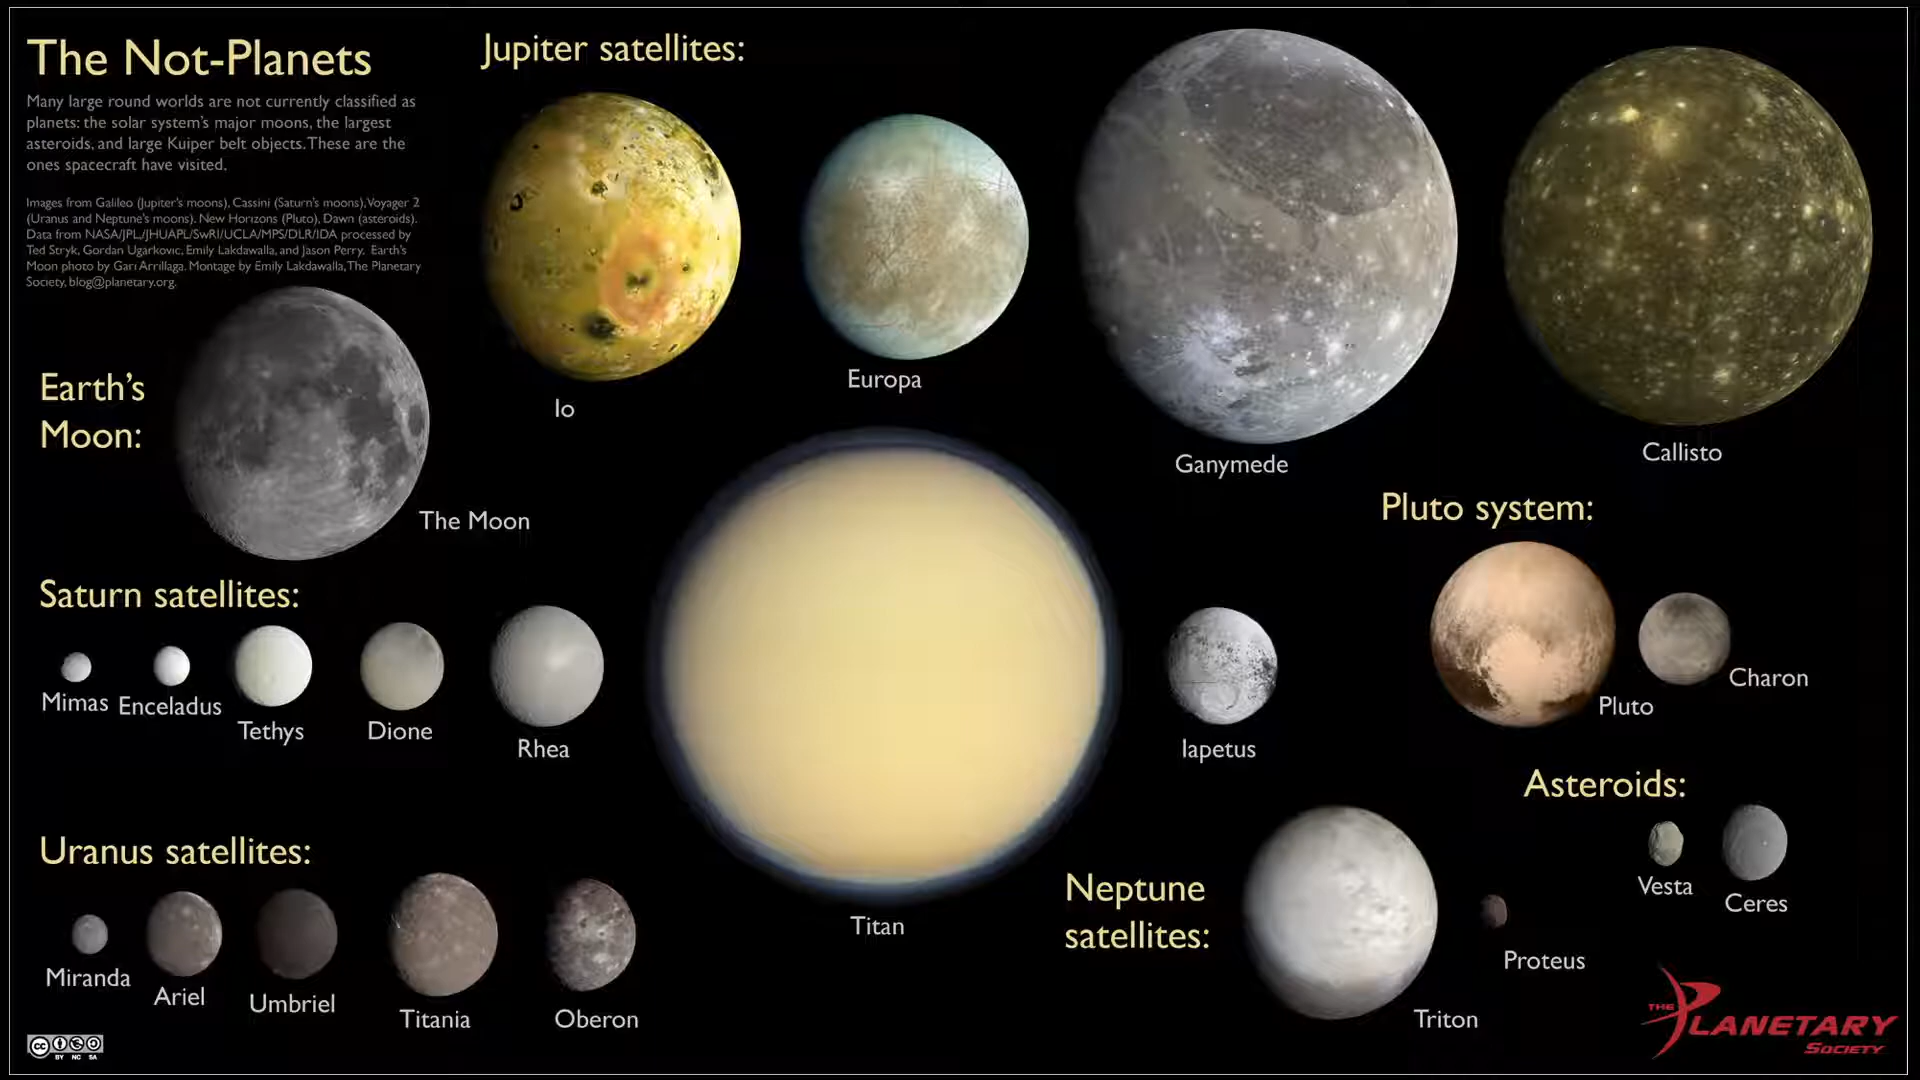 The Not-Planets
Many large round worlds are not currently classified as
planets: the solar system's major moons, the largest
asteroids, and large Kuiper belt objects. These are the
ones spacecraft have visited.
Images from Galileo (Jupiter's moons), Cassini (Saturn's moons), Voyager 2
(Uranus and Neptune's moons), New Horizons (Pluto), Dawn (asteroids).
Data from NASA/JPL/JHUAPL/SwRI/UCLA/MPS/DLR/IDA processed by
Ted Stryk, Gordan Ugarkovic, Emily Lakdawalla, and Jason Perry. Earth's
Moon photo by Gari Arrillaga. Montage by Emily Lakdawalla, The Planetary
Society, blog@planetary.org.
Jupiter satellites:
Io
Europa
Ganymede
Callisto
Earth's
Moon:
The Moon
Saturn satellites:
Mimas
Enceladus
Tethys
Dione
Rhea
Titan
Iapetus
Pluto system:
Pluto
Charon
Asteroids:
Vesta
Ceres
Uranus satellites:
Miranda
Ariel
Umbriel
Titania
Oberon
Neptune
satellites:
Triton
Proteus
cc
BY NC SA
THE
PLANETARY
SOCIETY